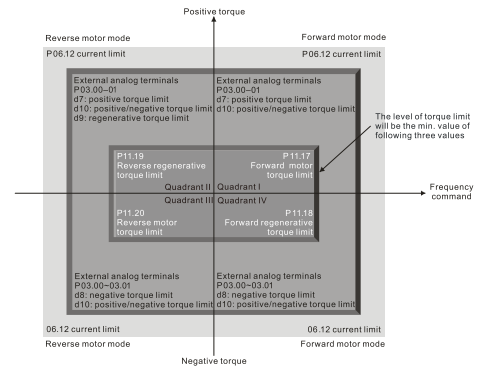 Positive torque
Reverse motor mode
Forward motor mode
P06.12 current limit
P06.12 current limit
External analog terminals
P03.00~01
d7: positive torque limit
d10: positive/negative torque limit
d9: regenerative torque limit
External analog terminals
P03.00~01
d7: positive torque limit
d10: positive/negative torque limit
The level of torque limit
will be the min. value of
following three values
P11.19
Reverse regenerative
torque limit
P11.17
Forward motor
torque limit
Quadrant II
Quadrant I
Frequency
command
Quadrant III
Quadrant IV
P11.20
Reverse motor
torque limit
P11.18
Forward regenerative
torque limit
External analog terminals
P03.00~03.01
d8: negative torque limit
d10: positive/negative torque limit
External analog terminals
P03.00~03.01
d8: negative torque limit
d10: positive/negative torque limit
06.12 current limit
06.12 current limit
Reverse motor mode
Forward motor mode
Negative torque